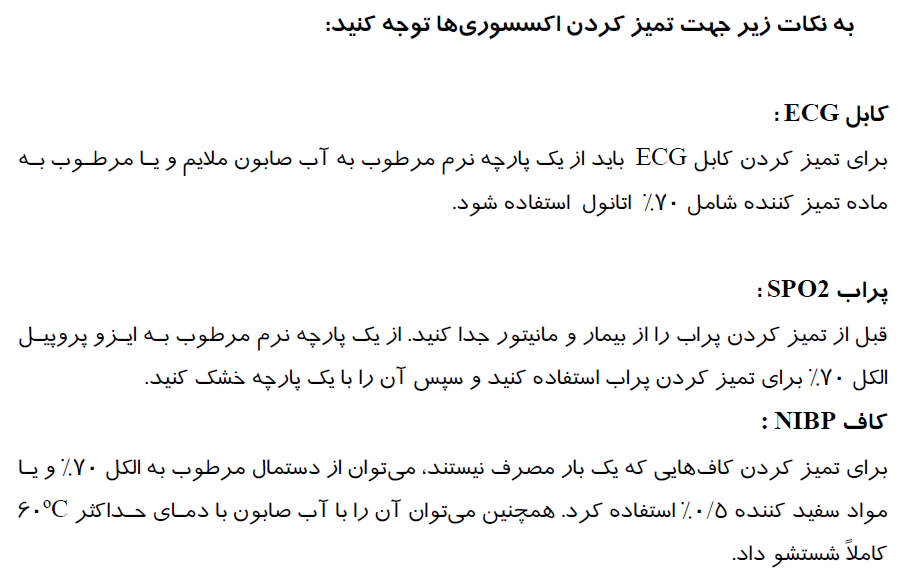 به نکات زیر جهت تمیز کردن اکسسوری‌ها توجه کنید:
کابل ECG :
برای تمیز کردن کابل ECG باید از یک پارچه نرم مرطوب به آب صابون ملایم و یا مرطوب به
ماده تمیز کننده شامل ۷۰٪ اتانول استفاده شود.
پراب SPO2 :
قبل از تمیز کردن پراب را از بیمار و مانیتور جدا کنید. از یک پارچه نرم مرطوب به ایزو پروپیل
الکل ۷۰٪ برای تمیز کردن پراب استفاده کنید و سپس آن را با یک پارچه خشک کنید.
کاف NIBP :
برای تمیز کردن کاف‌هایی که یک بار مصرف نیستند، می‌توان از دستمال مرطوب به الکل ۷۰٪ و یا
مواد سفید کننده ۰/۵٪ استفاده کرد. همچنین می‌توان آن را با آب صابون با دمای حداکثر ۶۰ºC
کاملاً شستشو داد.